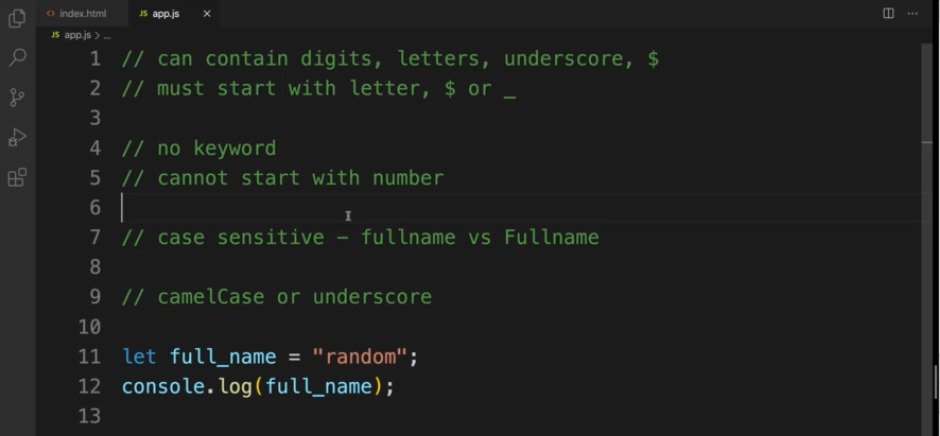 index.html
JS app.js ×
JS app.js > ...
1 // can contain digits, letters, underscore, $
2 // must start with letter, $ or _
3
4 // no keyword
5 // cannot start with number
6
7 // case sensitive – fullname vs Fullname
8
9 // camelCase or underscore
10
11 let full_name = "random";
12 console.log(full_name);
13